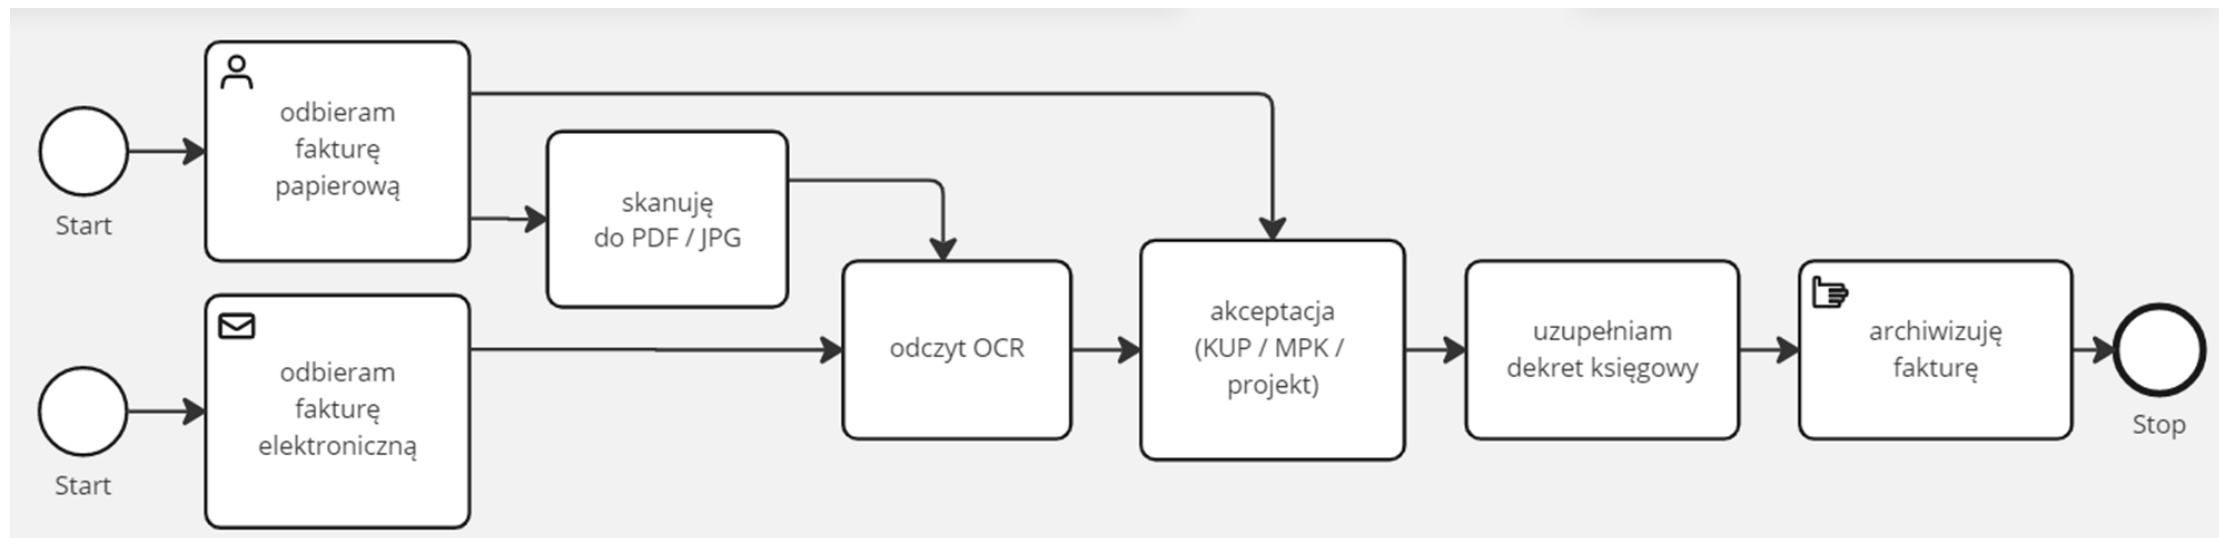 odbieram
fakturę
papierową
Start
skanuję
do PDF / JPG
odbieram
fakturę
elektroniczną
Start
odczyt OCR
akceptacja
(KUP / MPK /
projekt)
uzupełniam
dekret księgowy
archiwizuję
fakturę
Stop